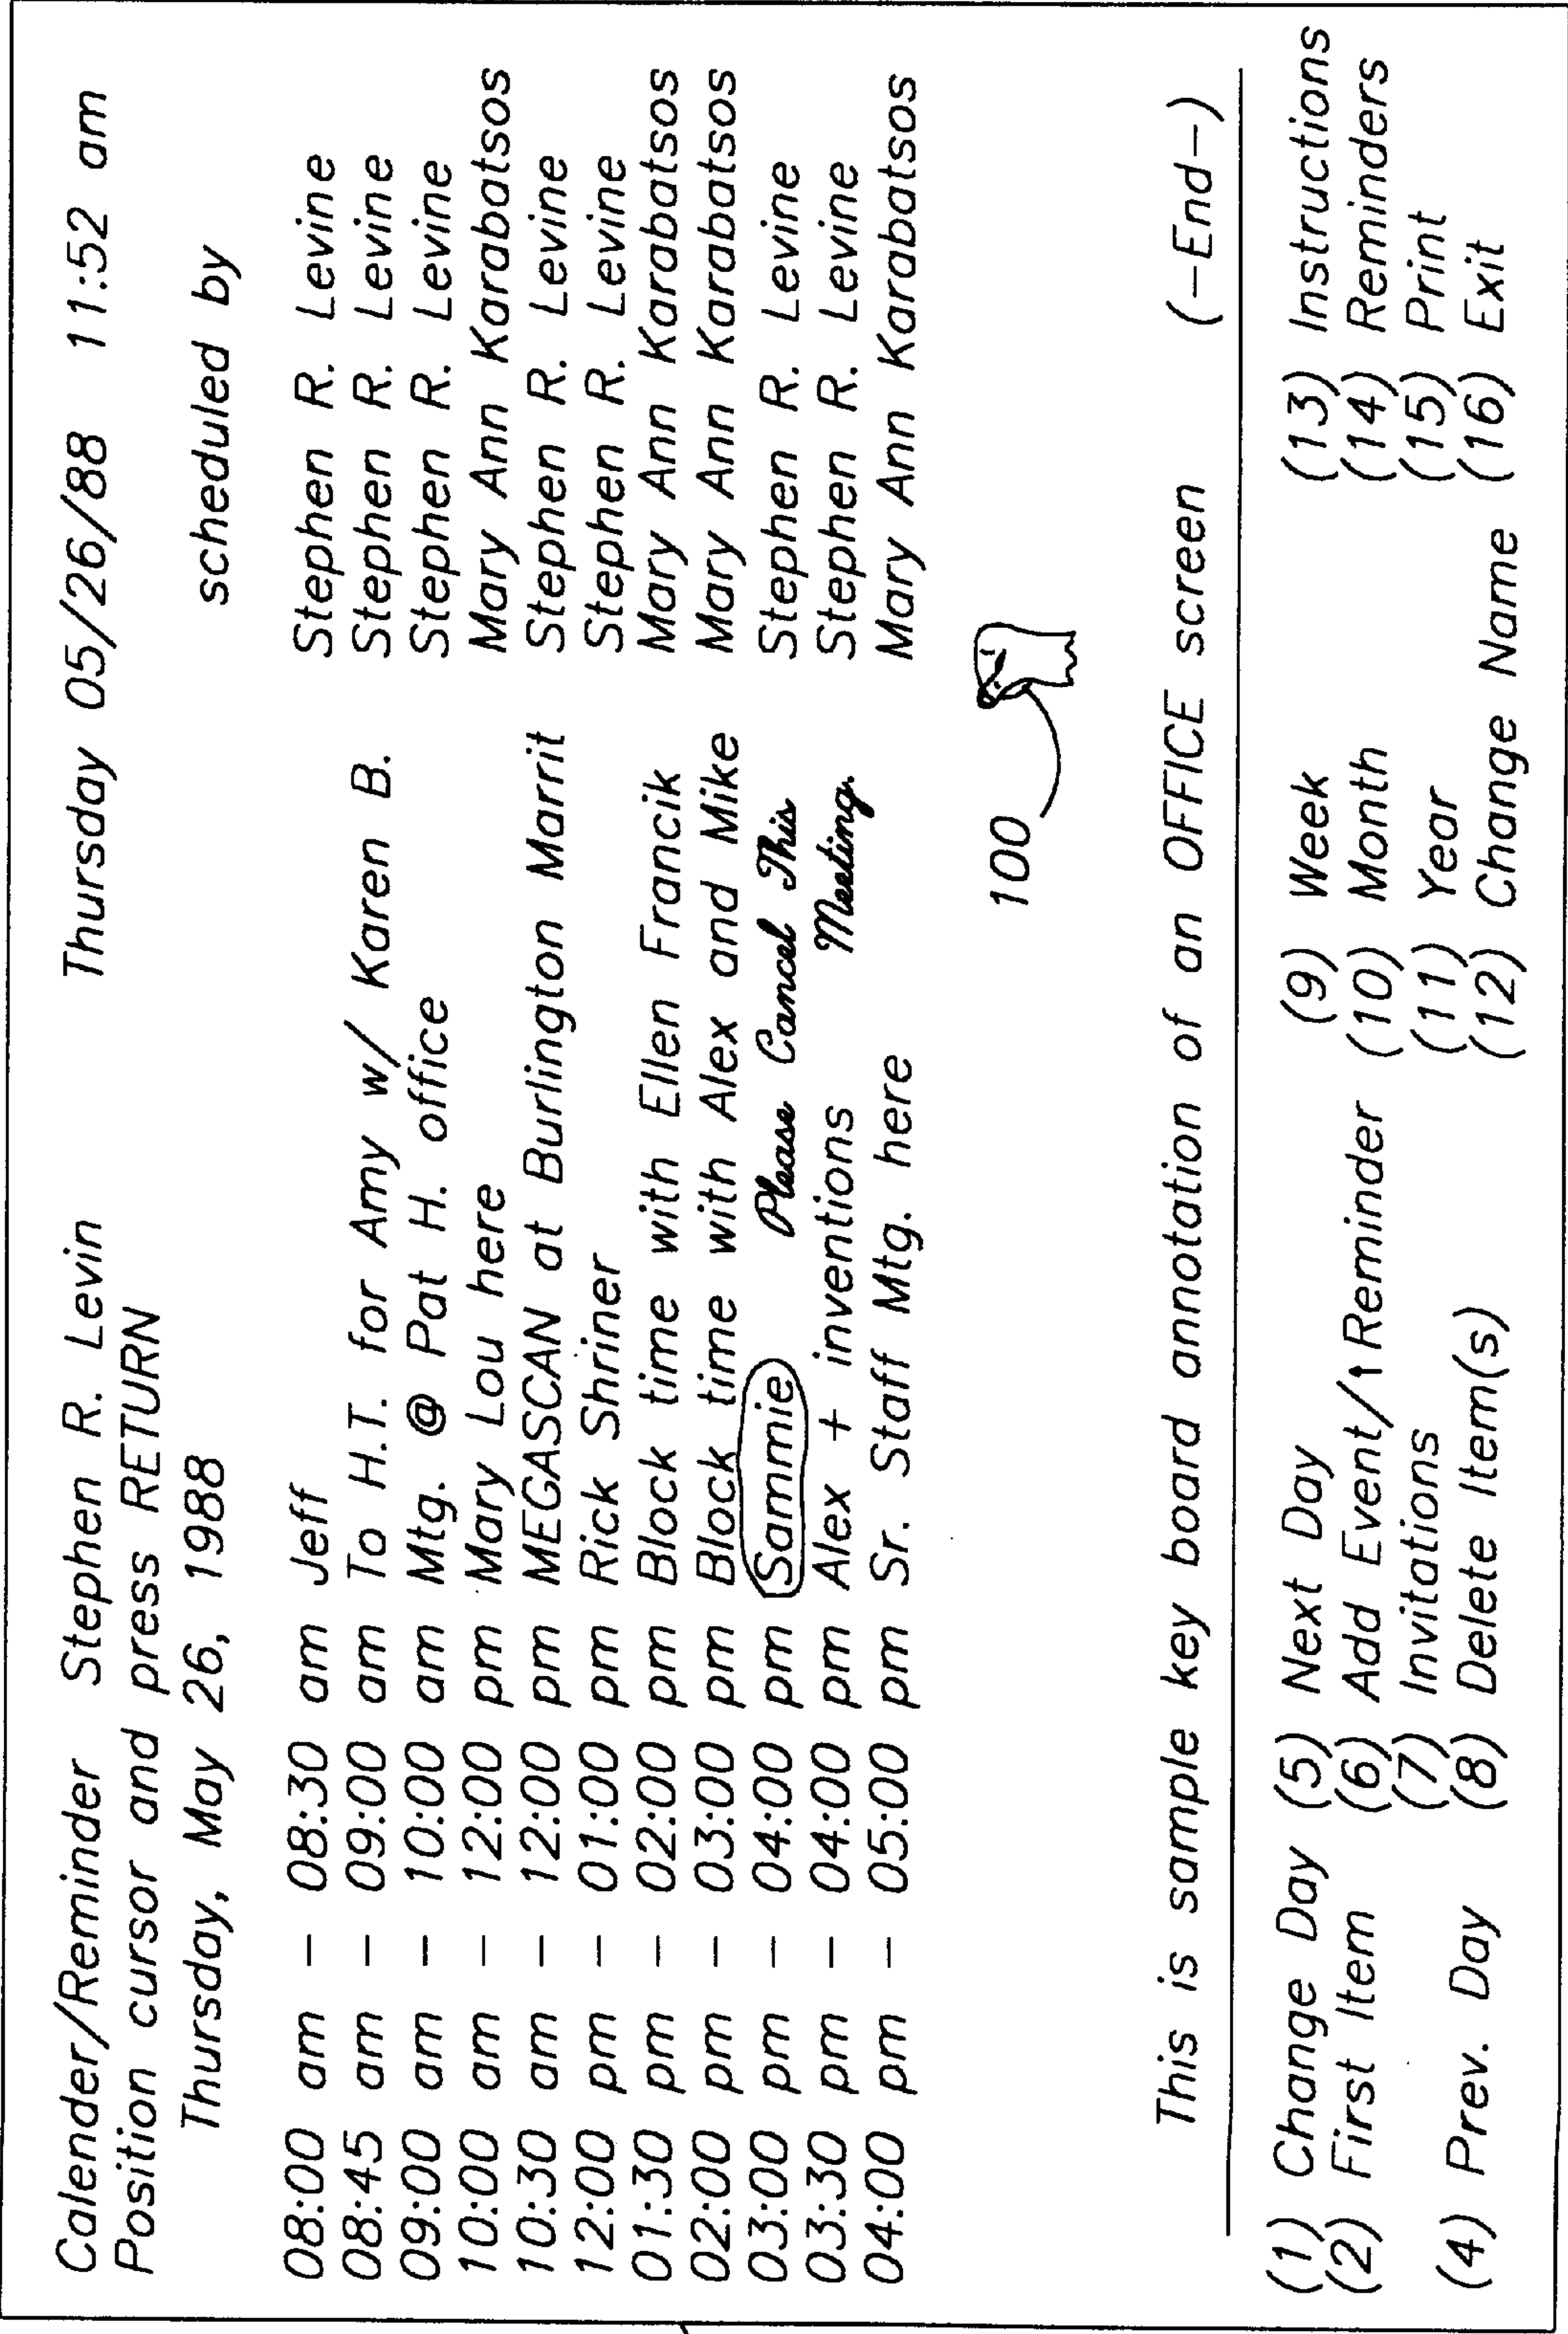 Calender/Reminder Stephen R. Levin Thursday 05/26/88 11:52 am
Position cursor and press RETURN
Thursday, May 26, 1988 scheduled by
08:00 am - 08:30 am Jeff Stephen R. Levine
08:45 am - 09:00 am To H.T. for Amy w/ Karen B. Stephen R. Levine
09:00 am - 10:00 am Mtg. @ Pat H. office Stephen R. Levine
10:00 am - 12:00 pm Mary Lou here Mary Ann Karabatsos
10:30 am - 12:00 pm MEGASCAN at Burlington Marrit Stephen R. Levine
12:00 pm - 01:00 pm Rick Shriner Stephen R. Levine
01:30 pm - 02:00 pm Block time with Ellen Francik Mary Ann Karabatsos
02:00 pm - 03:00 pm Block time with Alex and Mike Mary Ann Karabatsos
03:00 pm - 04:00 pm Sammie Please Cancel This Stephen R. Levine
03:30 pm - 04:00 pm Alex + inventions Meeting. Stephen R. Levine
04:00 pm - 05:00 pm Sr. Staff Mtg. here Mary Ann Karabatsos
100
This is sample key board annotation of an OFFICE screen (-End-)
(1) Change Day (5) Next Day (9) Week (13) Instructions
(2) First Item (6) Add Event/↑Reminder (10) Month (14) Reminders
(7) Invitations (11) Year (15) Print
(4) Prev. Day (8) Delete Item(s) (12) Change Name (16) Exit